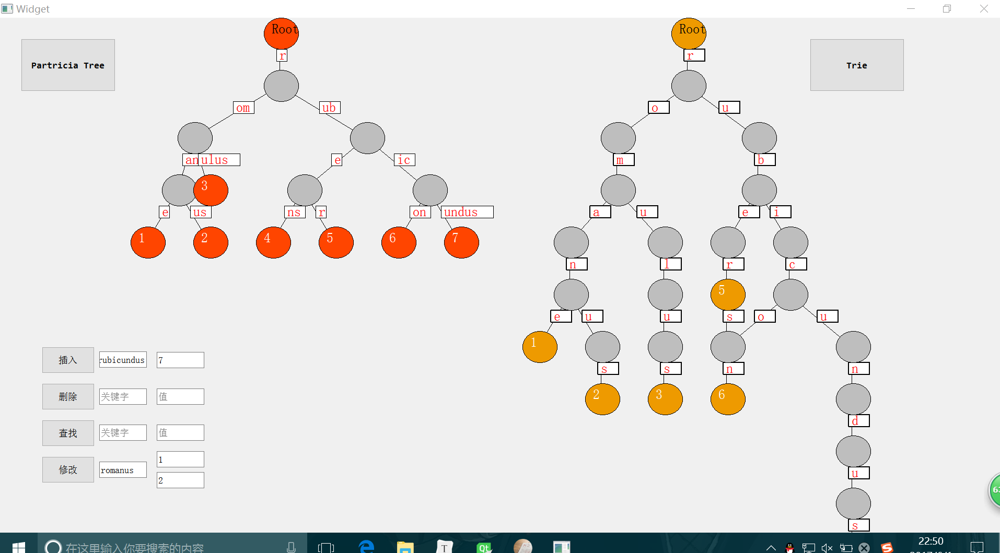 Widget
Root
Root
r
r
Partricia Tree
Trie
om
ub
o
u
an
ulus
e
ic
m
b
3
e
us
ns
r
on
undus
a
u
e
i
1
2
4
5
6
7
n
l
r
c
5
e
u
u
s
o
u
1
s
s
n
n
插入
rubicundus
7
删除
关键字
值
2
3
6
d
查找
关键字
值
修改
romanus
1
2
u
s
在这里输入你要搜索的内容
T
Qt
S
22:50